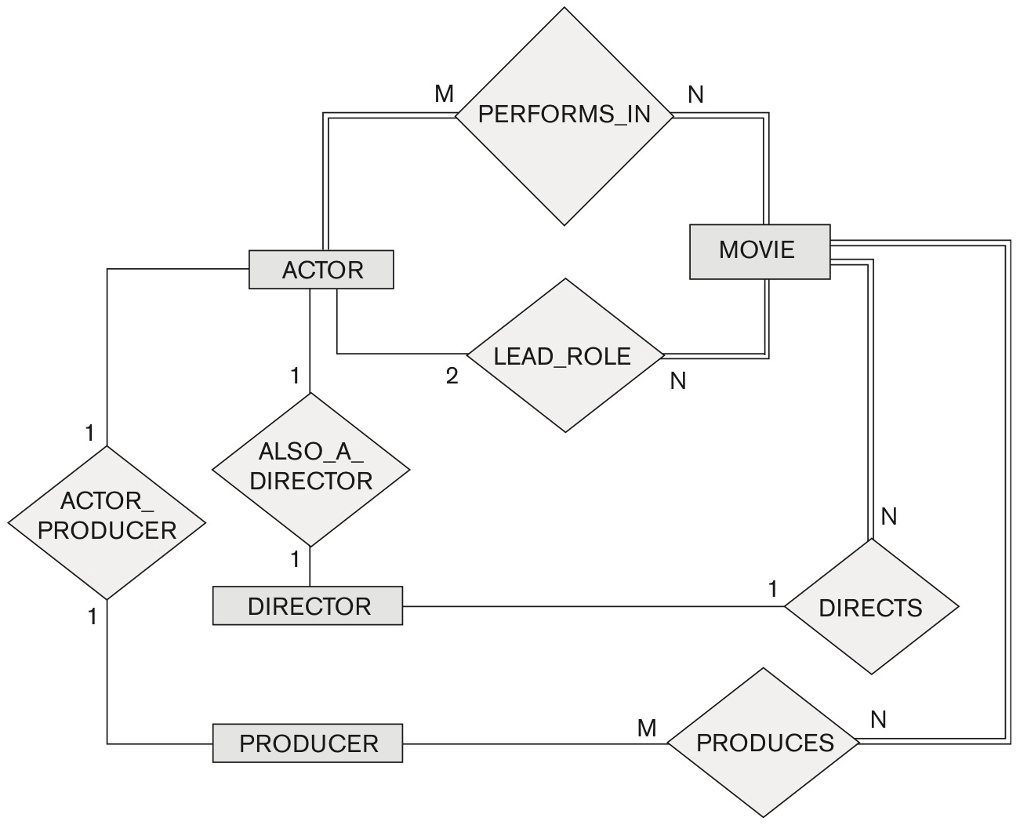 M
N
PERFORMS_IN
MOVIE
ACTOR
LEAD_ROLE
2
N
1
1
ALSO_A_
DIRECTOR
ACTOR_
PRODUCER
N
1
1
1
DIRECTOR
DIRECTS
M
N
PRODUCER
PRODUCES